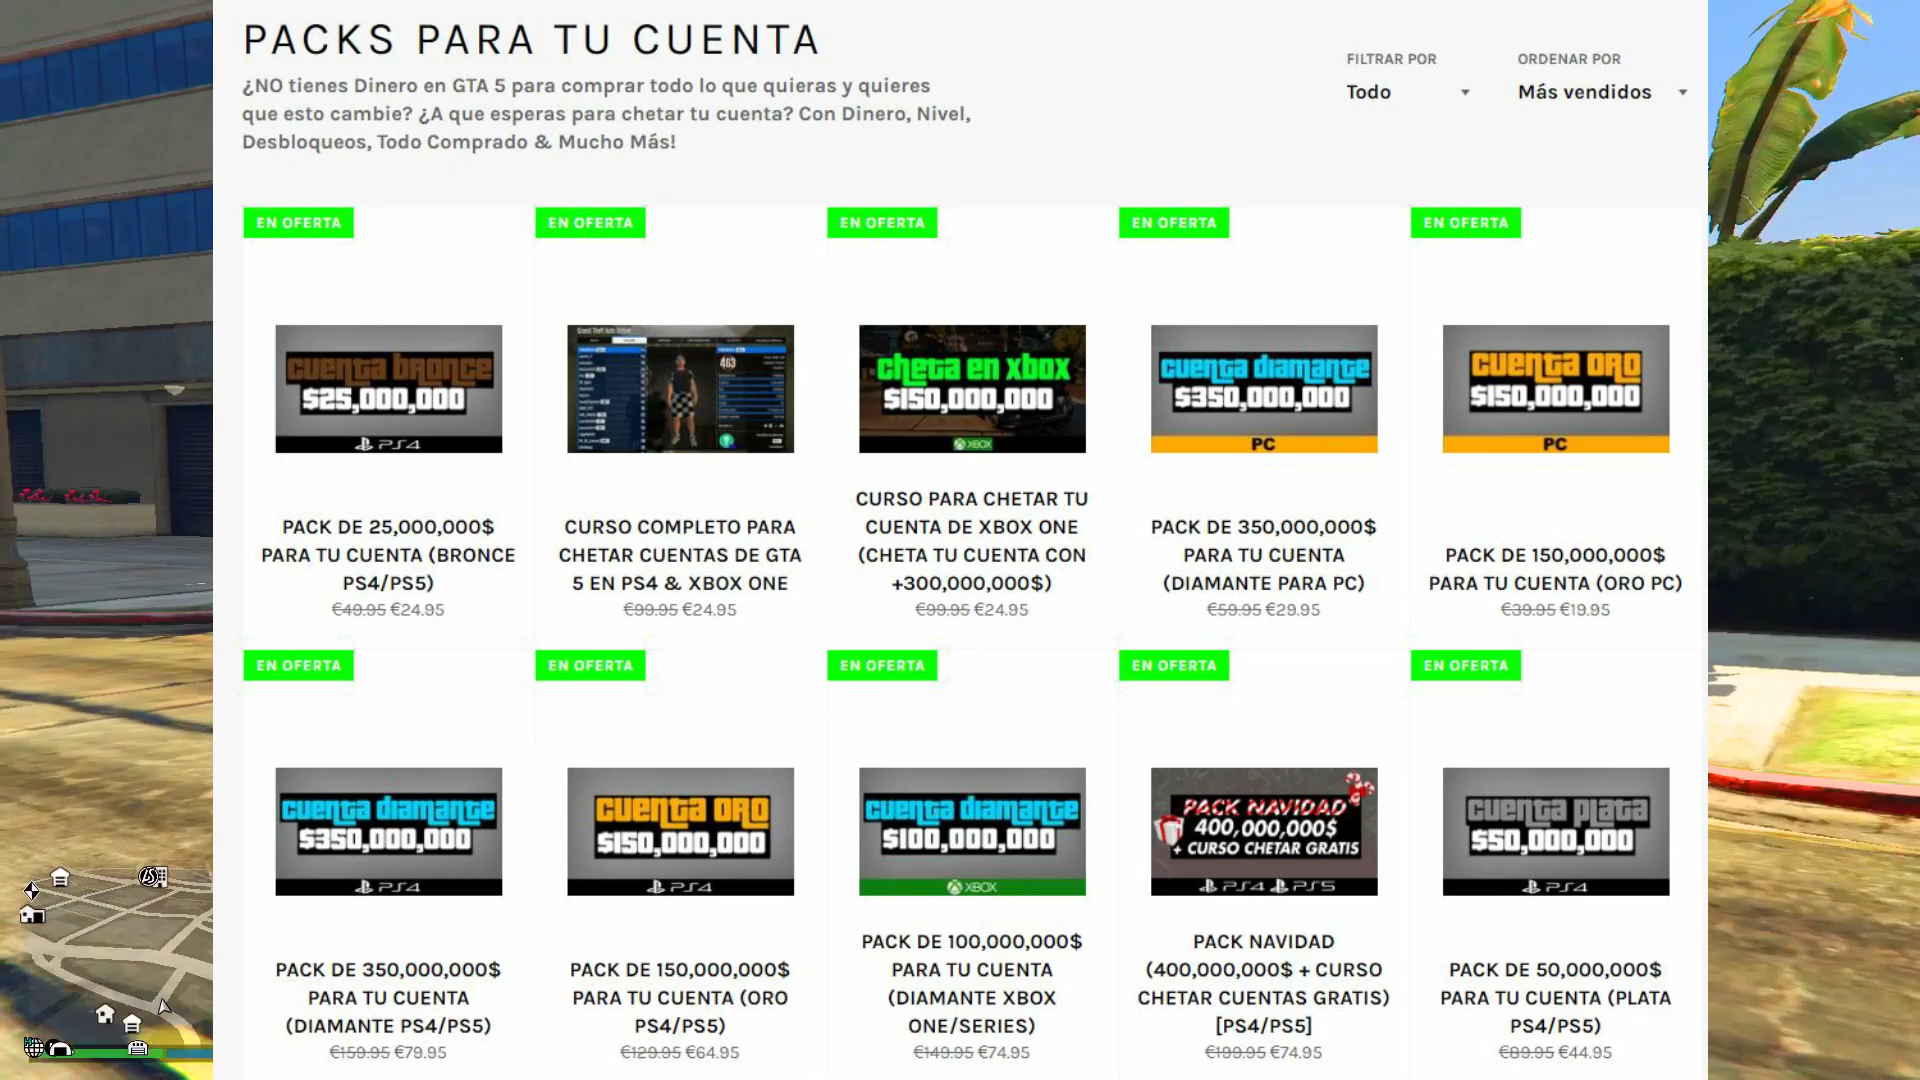 PACKS PARA TU CUENTA
¿NO tienes Dinero en GTA 5 para comprar todo lo que quieras y quieres
que esto cambie? ¿A que esperas para chetar tu cuenta? Con Dinero, Nivel,
Desbloqueos, Todo Comprado & Mucho Más!
FILTRAR POR
Todo
ORDENAR POR
Más vendidos
EN OFERTA
cuenta bronce
$25,000,000
PS4
PACK DE 25,000,000$
PARA TU CUENTA (BRONCE
PS4/PS5)
€49.95 €24.95
EN OFERTA
Grand Theft Auto Online
463
CURSO COMPLETO PARA
CHETAR CUENTAS DE GTA
5 EN PS4 & XBOX ONE
€99.95 €24.95
EN OFERTA
cheta en xbox
$150,000,000
XBOX
CURSO PARA CHETAR TU
CUENTA DE XBOX ONE
(CHETA TU CUENTA CON
+300,000,000$)
€99.95 €24.95
EN OFERTA
cuenta diamante
$350,000,000
PC
PACK DE 350,000,000$
PARA TU CUENTA
(DIAMANTE PARA PC)
€59.95 €29.95
EN OFERTA
cuenta oro
$150,000,000
PC
PACK DE 150,000,000$
PARA TU CUENTA (ORO PC)
€39.95 €19.95
EN OFERTA
cuenta diamante
$350,000,000
PS4
PACK DE 350,000,000$
PARA TU CUENTA
(DIAMANTE PS4/PS5)
€159.95 €79.95
EN OFERTA
cuenta oro
$150,000,000
PS4
PACK DE 150,000,000$
PARA TU CUENTA (ORO
PS4/PS5)
€129.95 €64.95
EN OFERTA
cuenta diamante
$100,000,000
XBOX
PACK DE 100,000,000$
PARA TU CUENTA
(DIAMANTE XBOX
ONE/SERIES)
€149.95 €74.95
EN OFERTA
PACK NAVIDAD
400,000,000$
+ CURSO CHETAR GRATIS
PS4 PS5
PACK NAVIDAD
(400,000,000$ + CURSO
CHETAR CUENTAS GRATIS)
[PS4/PS5]
€199.95 €74.95
EN OFERTA
cuenta plata
$50,000,000
PS4
PACK DE 50,000,000$
PARA TU CUENTA (PLATA
PS4/PS5)
€89.95 €44.95